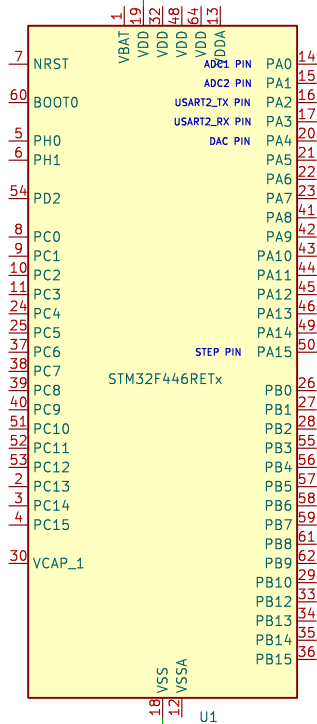 1 19 32 48 64 13
VBAT VDD VDD VDD VDD VDDA
7 NRST ADC1 PIN PA0 14
ADC2 PIN PA1 15
60 BOOT0 USART2_TX PIN PA2 16
USART2_RX PIN PA3 17
5 PH0 DAC PIN PA4 20
6 PH1 PA5 21
PA6 22
54 PD2 PA7 23
PA8 41
8 PC0 PA9 42
9 PC1 PA10 43
10 PC2 PA11 44
11 PC3 PA12 45
24 PC4 PA13 46
25 PC5 PA14 49
37 PC6 STEP PIN PA15 50
38 PC7
STM32F446RETx
39 PC8 PB0 26
40 PC9 PB1 27
51 PC10 PB2 28
52 PC11 PB3 55
53 PC12 PB4 56
2 PC13 PB5 57
3 PC14 PB6 58
4 PC15 PB7 59
PB8 61
30 VCAP_1 PB9 62
PB10 29
PB12 33
PB13 34
PB14 35
PB15 36
VSS VSSA
18 12
U1